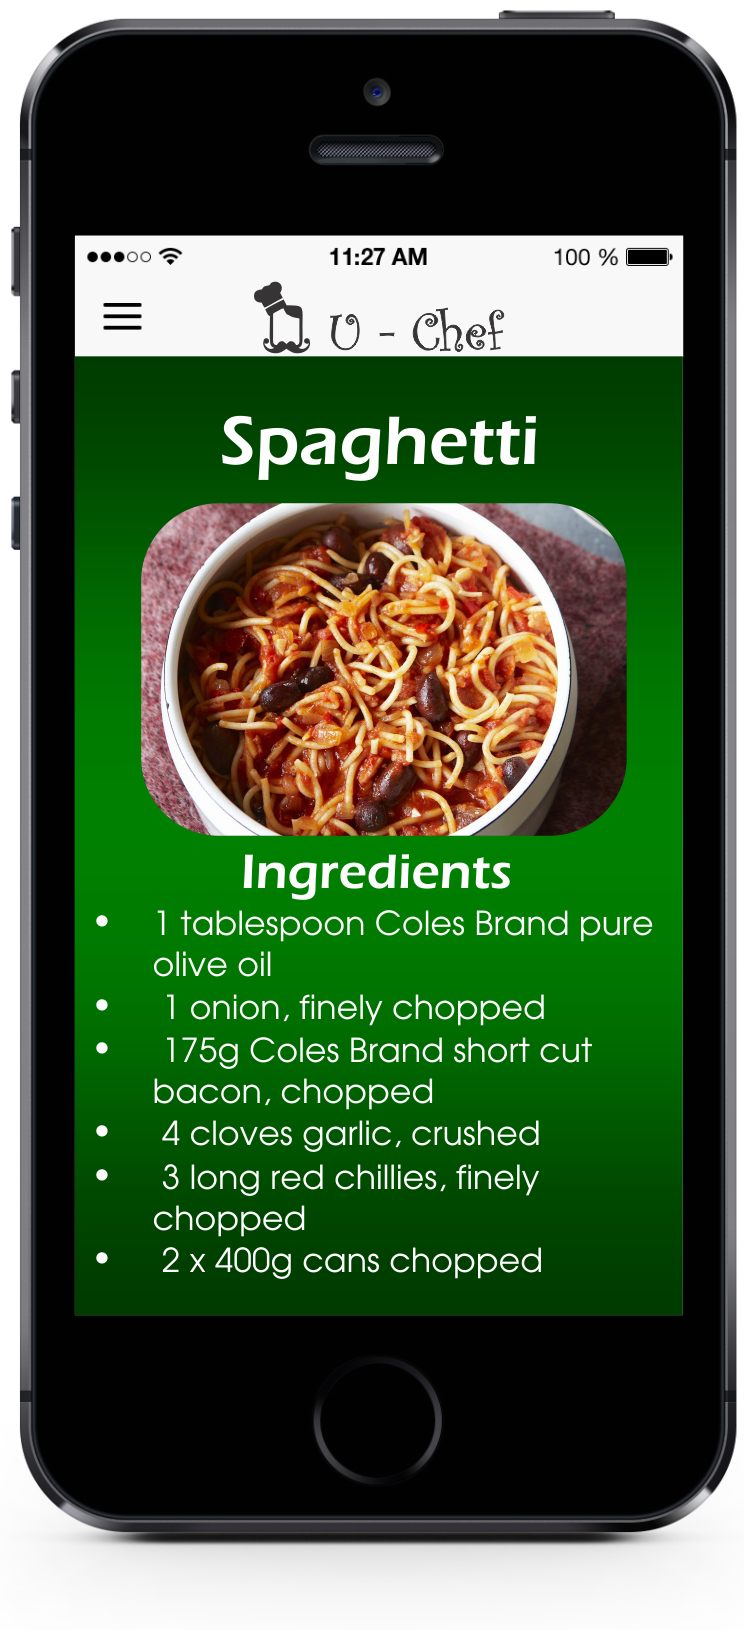 11:27 AM 100 %
U - Chef
Spaghetti
Ingredients
• 1 tablespoon Coles Brand pure
olive oil
• 1 onion, finely chopped
• 175g Coles Brand short cut
bacon, chopped
• 4 cloves garlic, crushed
• 3 long red chillies, finely
chopped
• 2 x 400g cans chopped